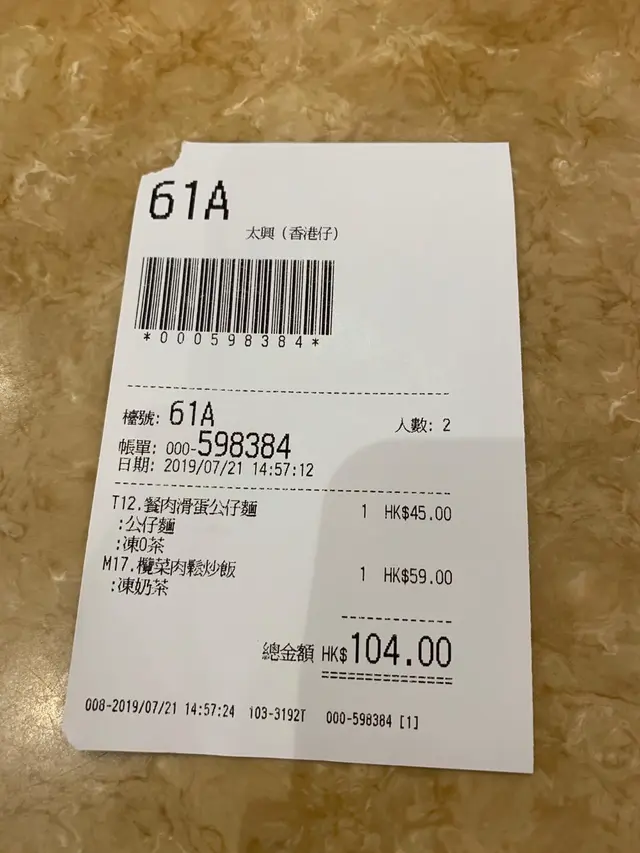 61A
太興(香港仔)
*000598384*
檯號: 61A 人數: 2
帳單: 000-598384
日期: 2019/07/21 14:57:12
T12.餐肉滑蛋公仔麵 1 HK$45.00
:公仔麵
:凍O茶
M17.欖菜肉鬆炒飯 1 HK$59.00
:凍奶茶
總金額 HK$104.00
008-2019/07/21 14:57:24 103-3192T 000-598384 [1]